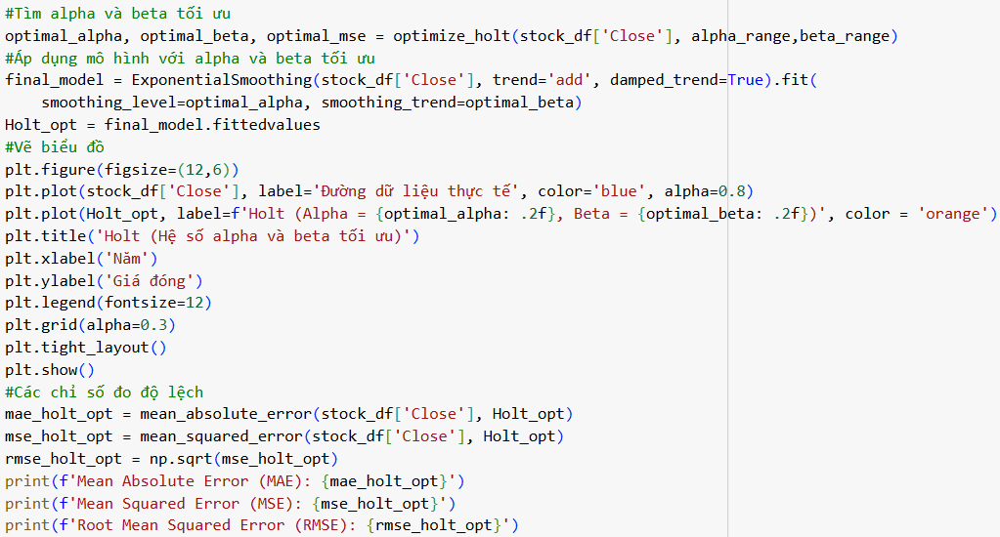 #Tìm alpha và beta tối ưu
optimal_alpha, optimal_beta, optimal_mse = optimize_holt(stock_df['Close'], alpha_range,beta_range)
#Áp dụng mô hình với alpha và beta tối ưu
final_model = ExponentialSmoothing(stock_df['Close'], trend='add', damped_trend=True).fit(
    smoothing_level=optimal_alpha, smoothing_trend=optimal_beta)
Holt_opt = final_model.fittedvalues
#Vẽ biểu đồ
plt.figure(figsize=(12,6))
plt.plot(stock_df['Close'], label='Đường dữ liệu thực tế', color='blue', alpha=0.8)
plt.plot(Holt_opt, label=f'Holt (Alpha = {optimal_alpha: .2f}, Beta = {optimal_beta: .2f})', color = 'orange')
plt.title('Holt (Hệ số alpha và beta tối ưu)')
plt.xlabel('Năm')
plt.ylabel('Giá đóng')
plt.legend(fontsize=12)
plt.grid(alpha=0.3)
plt.tight_layout()
plt.show()
#Các chỉ số đo độ lệch
mae_holt_opt = mean_absolute_error(stock_df['Close'], Holt_opt)
mse_holt_opt = mean_squared_error(stock_df['Close'], Holt_opt)
rmse_holt_opt = np.sqrt(mse_holt_opt)
print(f'Mean Absolute Error (MAE): {mae_holt_opt}')
print(f'Mean Squared Error (MSE): {mse_holt_opt}')
print(f'Root Mean Squared Error (RMSE): {rmse_holt_opt}')